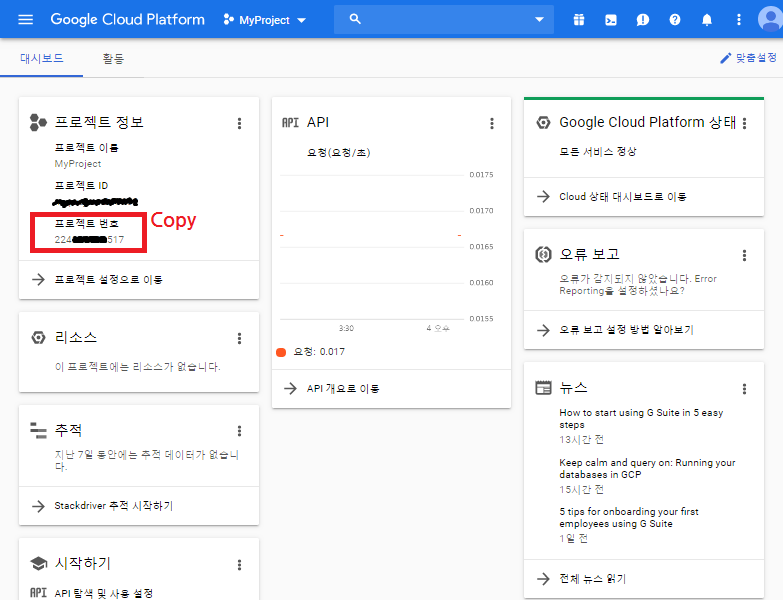 Google Cloud Platform
MyProject
대시보드
활동
맞춤설정
프로젝트 정보
프로젝트 이름
MyProject
프로젝트 ID
프로젝트 번호
224
517
Copy
프로젝트 설정으로 이동
리소스
이 프로젝트에는 리소스가 없습니다.
추적
지난 7일 동안에는 추적 데이터가 없습니
다.
Stackdriver 추적 시작하기
시작하기
API
API 탐색 및 사용 설정
API
API
요청(요청/초)
0.0175
0.0170
0.0165
0.0160
0.0155
3:30
4 오후
요청: 0.017
API 개요로 이동
Google Cloud Platform 상태
모든 서비스 정상
Cloud 상태 대시보드로 이동
오류 보고
오류가 감지되지 않았습니다. Error
Reporting을 설정하셨나요?
오류 보고 설정 방법 알아보기
뉴스
How to start using G Suite in 5 easy
steps
13시간 전
Keep calm and query on: Running your
databases in GCP
15시간 전
5 tips for onboarding your first
employees using G Suite
1일 전
전체 뉴스 읽기